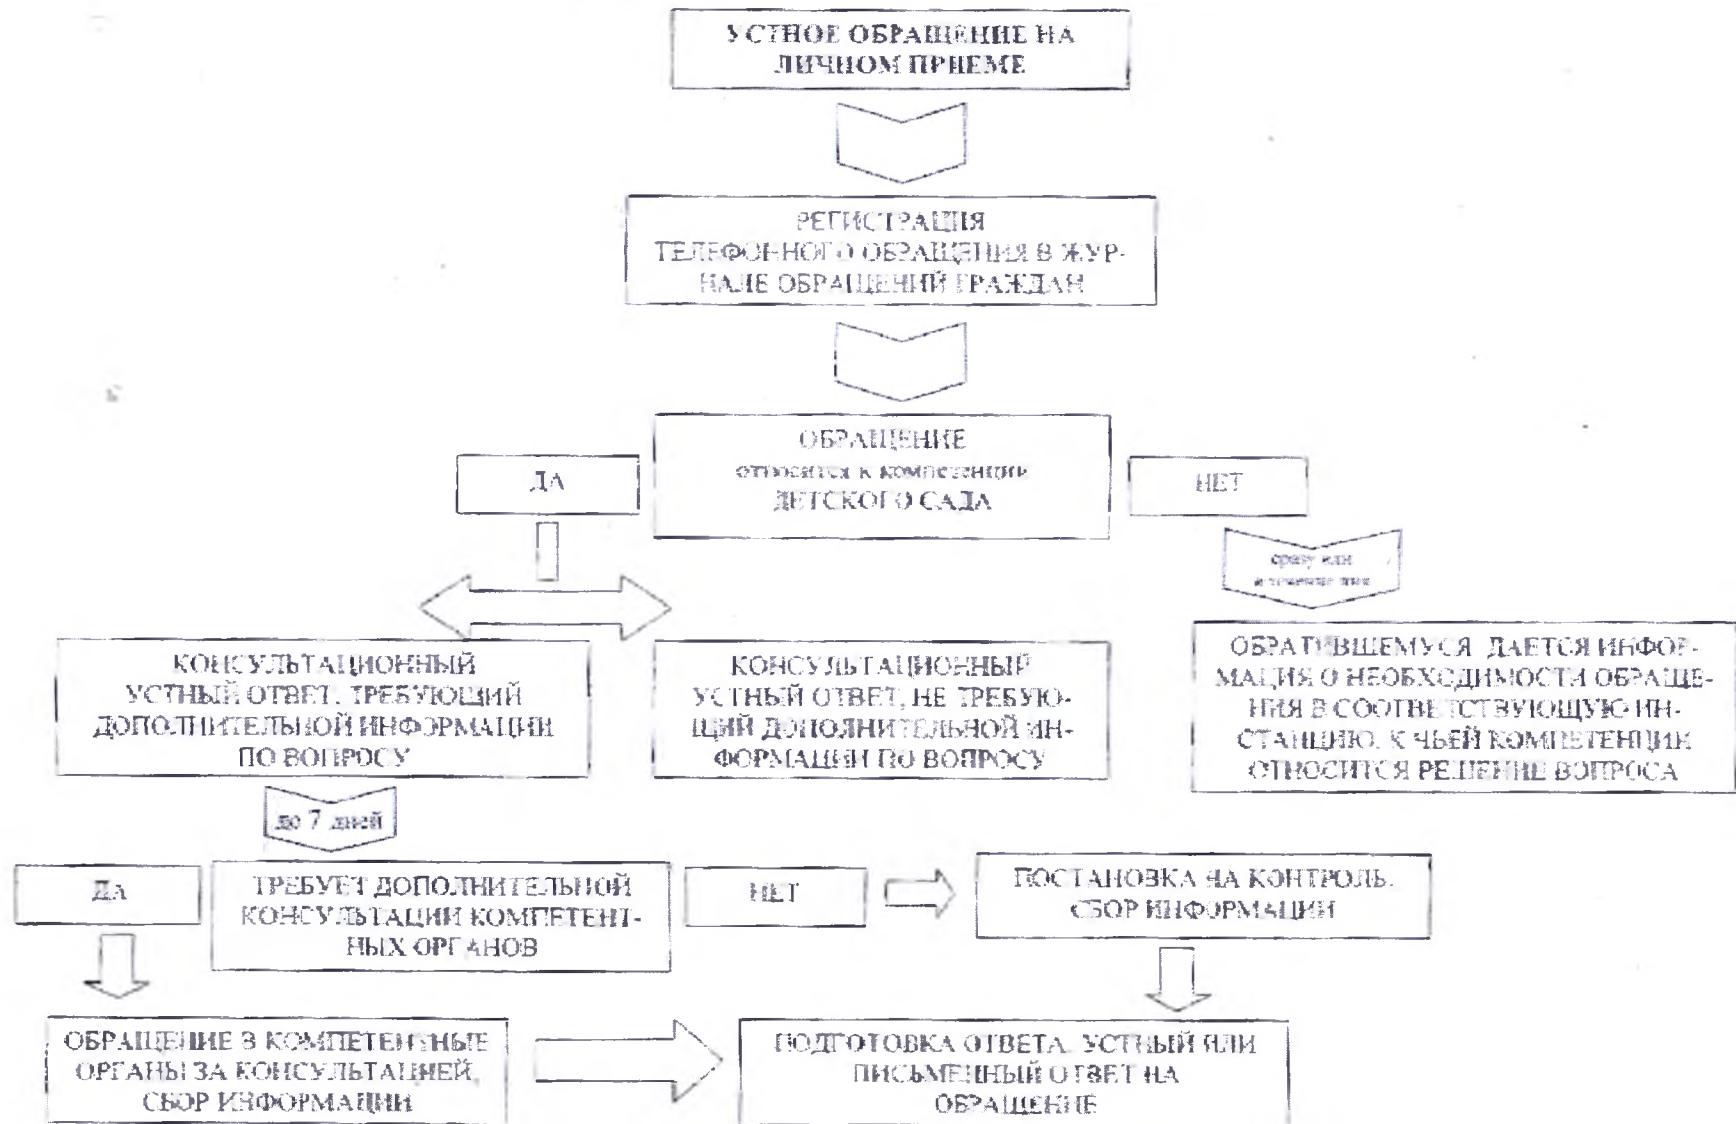 УСТНОЕ ОБРАЩЕНИЕ НА
ЛИЧНОМ ПРИЕМЕ
РЕГИСТРАЦИЯ
ТЕЛЕФОННОГО ОБРАЩЕНИЯ В ЖУР-
НАЛЕ ОБРАЩЕНИЙ ГРАЖДАН
ОБРАЩЕНИЕ
относится к компетенции
ДЕТСКОГО САДА
ДА
НЕТ
сразу или
в течение дня
КОНСУЛЬТАЦИОННЫЙ
УСТНЫЙ ОТВЕТ, ТРЕБУЮЩИЙ
ДОПОЛНИТЕЛЬНОЙ ИНФОРМАЦИИ
ПО ВОПРОСУ
КОНСУЛЬТАЦИОННЫЙ
УСТНЫЙ ОТВЕТ, НЕ ТРЕБУЮ-
ЩИЙ ДОПОЛНИТЕЛЬНОЙ ИН-
ФОРМАЦИИ ПО ВОПРОСУ
ОБРАТИВШЕМУСЯ ДАЕТСЯ ИНФОР-
МАЦИЯ О НЕОБХОДИМОСТИ ОБРАЩЕ-
НИЯ В СООТВЕТСТВУЮЩУЮ ИН-
СТАНЦИЮ, К ЧЬЕЙ КОМПЕТЕНЦИИ
ОТНОСИТСЯ РЕШЕНИЕ ВОПРОСА
до 7 дней
ДА
ТРЕБУЕТ ДОПОЛНИТЕЛЬНОЙ
КОНСУЛЬТАЦИИ КОМПЕТЕНТ-
НЫХ ОРГАНОВ
НЕТ
ПОСТАНОВКА НА КОНТРОЛЬ.
СБОР ИНФОРМАЦИИ
ОБРАЩЕНИЕ В КОМПЕТЕНТНЫЕ
ОРГАНЫ ЗА КОНСУЛЬТАЦИЕЙ,
СБОР ИНФОРМАЦИИ
ПОДГОТОВКА ОТВЕТА. УСТНЫЙ ИЛИ
ПИСЬМЕННЫЙ ОТВЕТ НА
ОБРАЩЕНИЕ